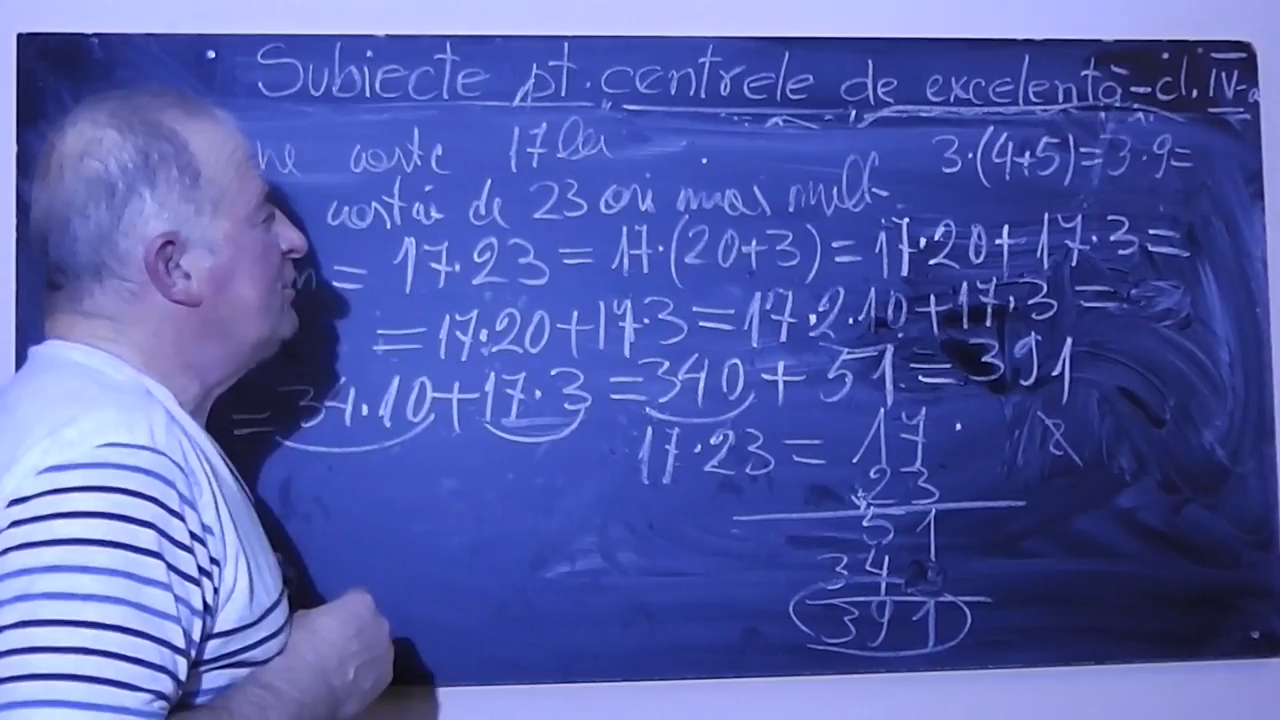 Subiecte pt. centrele de excelentă - cl. IV-a
costă 17 lei
3·(4+5)=3·9=
costă de 23 ori mai mult
= 17·23 = 17·(20+3) = 17·20+17·3 =
= 17·20+17·3 = 17·2·10+17·3 =
= 34·10+17·3 = 340 + 51 = 391
17·23 = 17
23
51
34
391